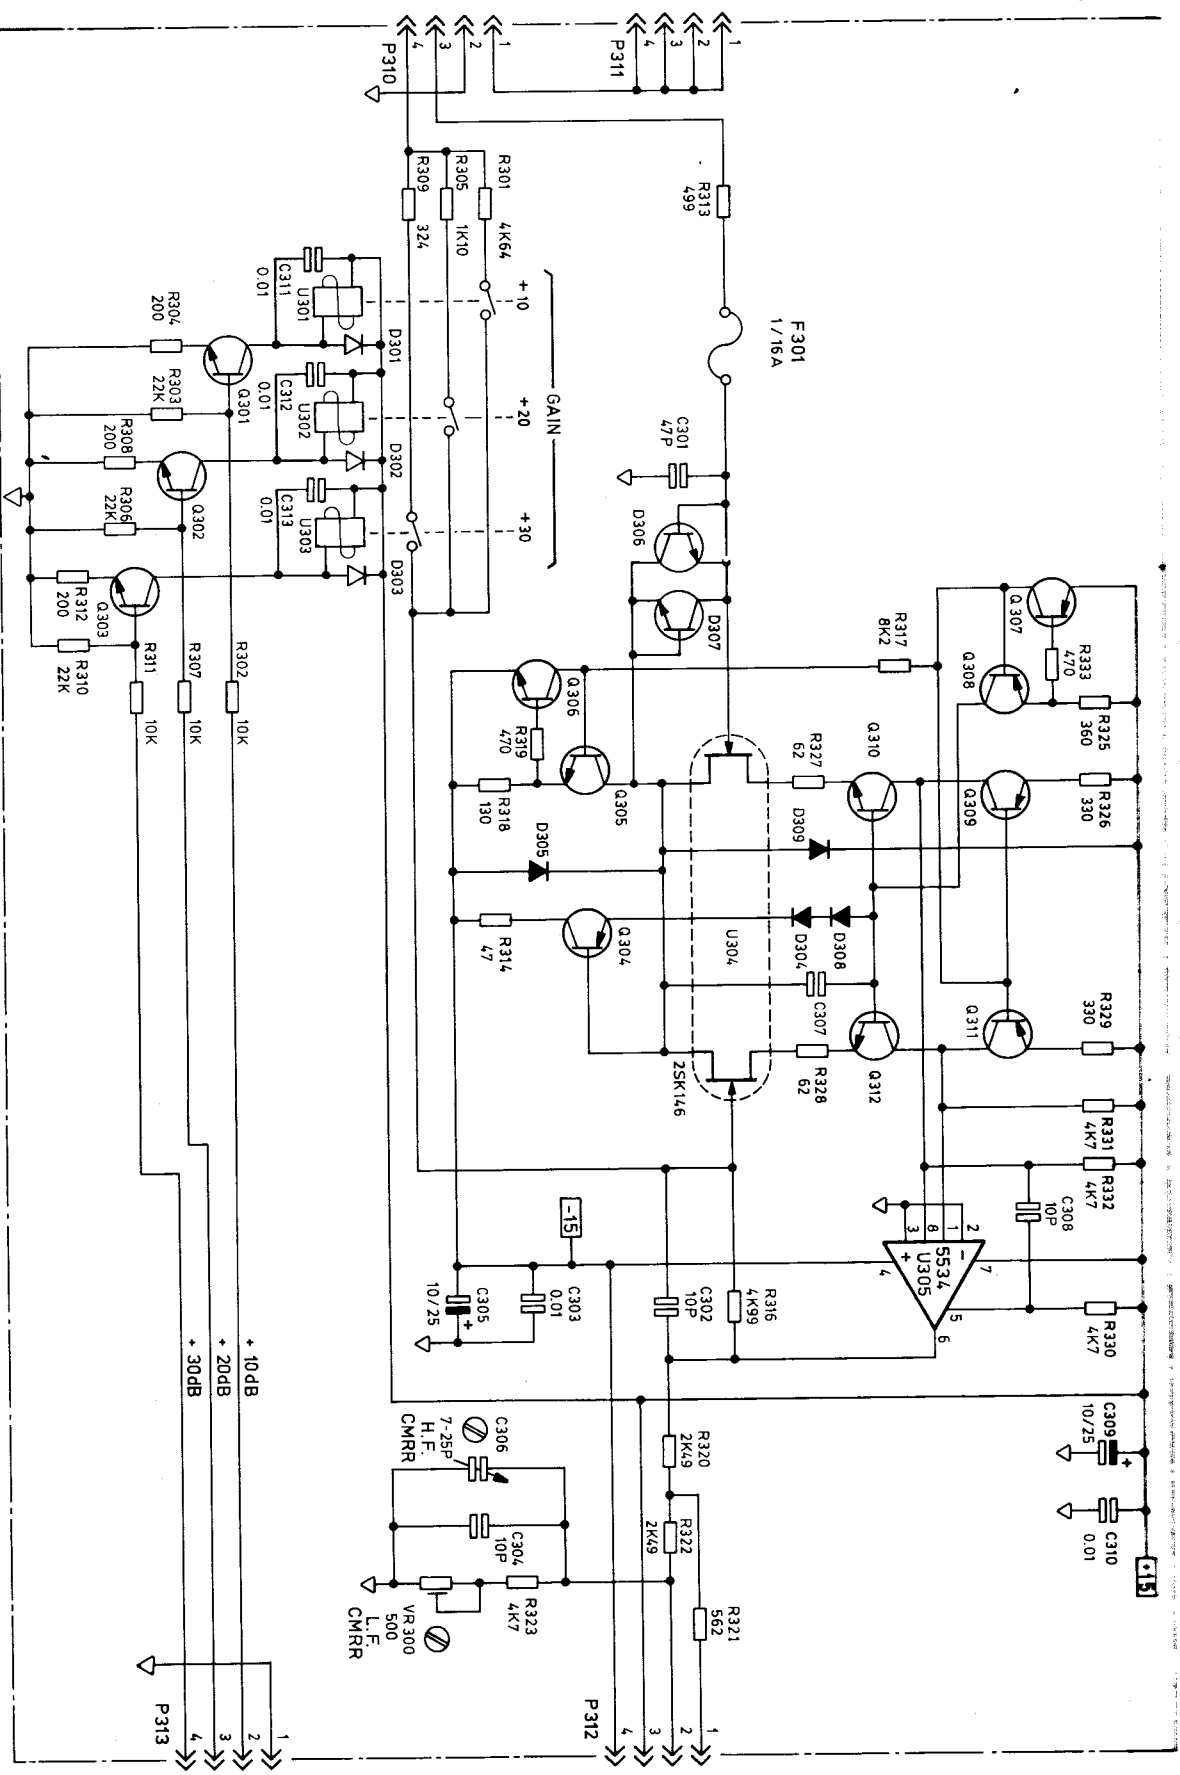 P310
4
3
2
1
P311
4
3
2
1
R313
499
F301
1/16A
C301
47P
D306
D307
R309
324
R305
1K10
R301
4K64
GAIN
+10
+20
+30
C311
0.01
U301
D301
C312
0.01
U302
D302
C313
0.01
U303
D303
R304
200
R303
22K
Q301
R308
200
R306
22K
Q302
R312
200
Q303
R310
22K
R311
10K
R307
10K
R302
10K
Q307
R333
470
Q308
R325
360
R317
8K2
Q306
R319
470
Q305
R318
130
R327
62
Q310
Q309
R326
330
D309
D305
Q304
R314
47
D304
D308
U304
C307
2SK146
R328
62
Q312
Q311
R329
330
R331
4K7
R332
4K7
C308
10P
2
1
8
3
-
+
5534
U305
7
4
5
6
R330
4K7
-15
C305
10/25
+
C303
0.01
C302
10P
R316
4K99
C309
10/25
+
C310
0.01
+15
+10dB
+20dB
+30dB
R320
2K49
R322
2K49
R321
562
C306
7-25P
H.F.
CMRR
C304
10P
R323
4K7
VR300
500
L.F.
CMRR
P312
4
3
2
1
P313
4
3
2
1